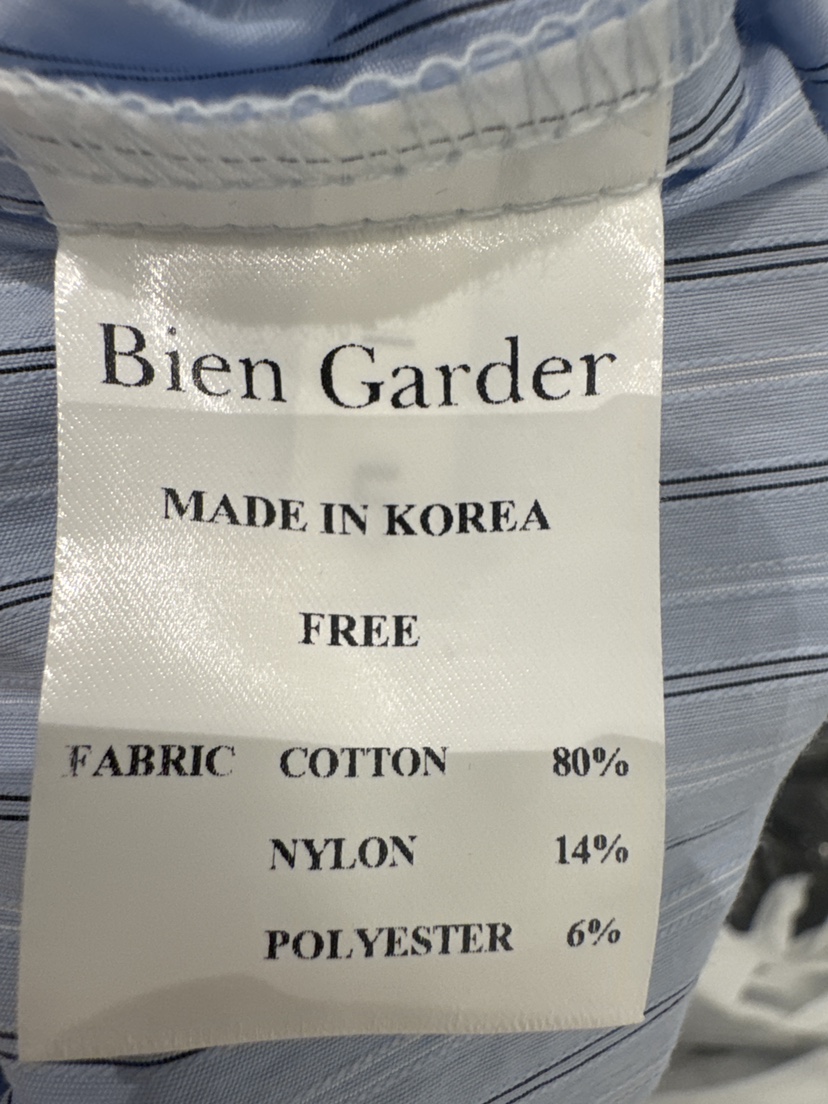 Bien Garder
MADE IN KOREA
FREE
FABRIC COTTON 80%
NYLON 14%
POLYESTER 6%